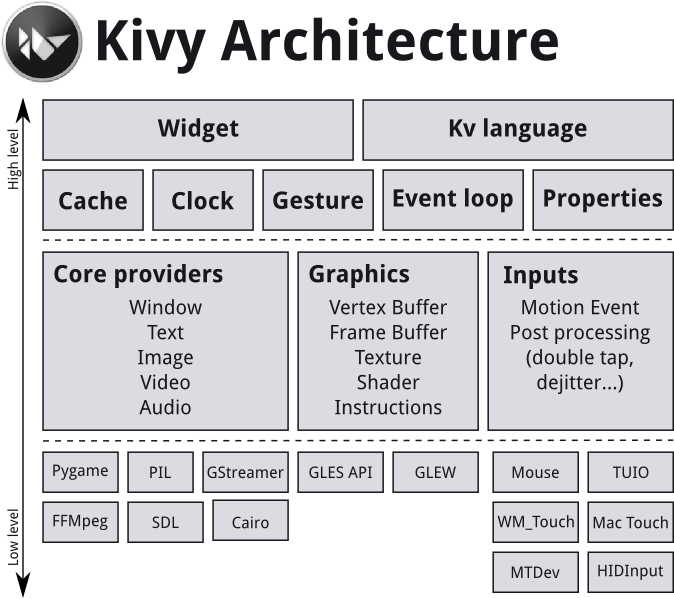 Kivy Architecture
High level
Widget
Kv language
Cache
Clock
Gesture
Event loop
Properties
Core providers
Window
Text
Image
Video
Audio
Graphics
Vertex Buffer
Frame Buffer
Texture
Shader
Instructions
Inputs
Motion Event
Post processing
(double tap,
dejitter...)
Low level
Pygame
PIL
GStreamer
GLES API
GLEW
Mouse
TUIO
FFMpeg
SDL
Cairo
WM_Touch
Mac Touch
MTDev
HIDInput